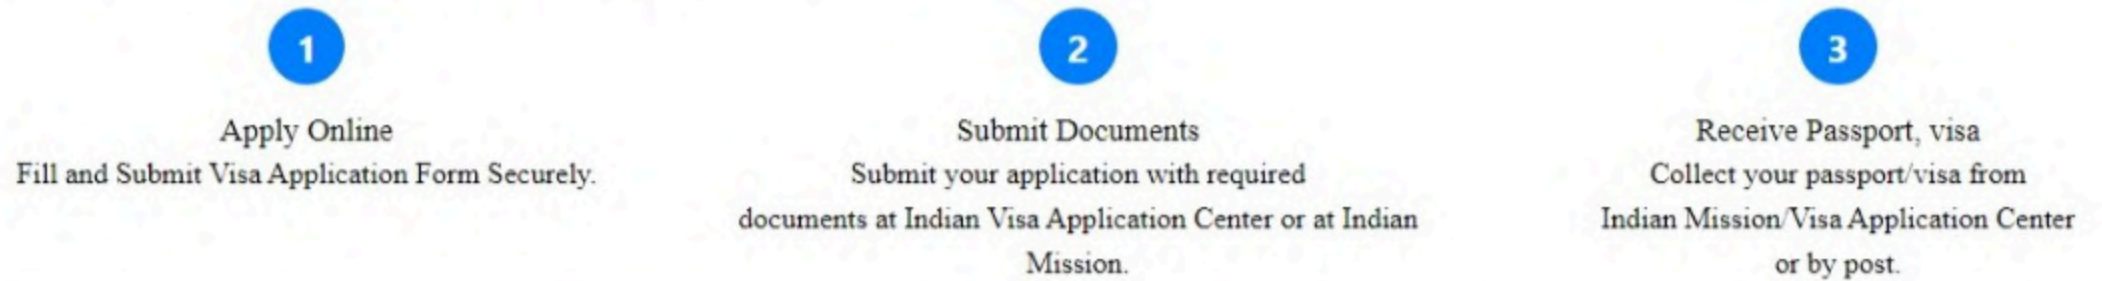 1
Apply Online
Fill and Submit Visa Application Form Securely.
2
Submit Documents
Submit your application with required
documents at Indian Visa Application Center or at Indian
Mission.
3
Receive Passport, visa
Collect your passport/visa from
Indian Mission/Visa Application Center
or by post.